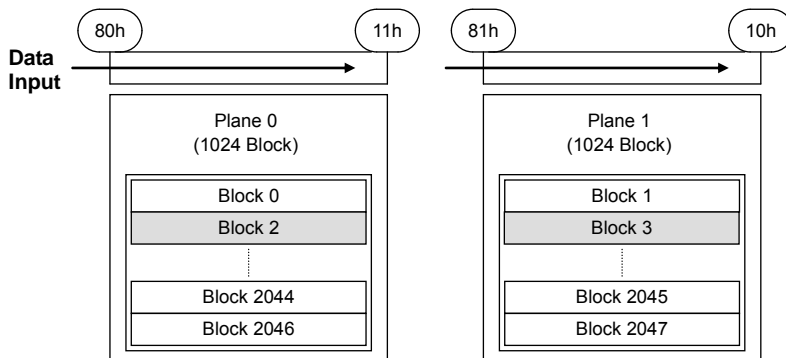 80h 11h 81h 10h
Data
Input
Plane 0
(1024 Block)
Block 0
Block 2
Block 2044
Block 2046
Plane 1
(1024 Block)
Block 1
Block 3
Block 2045
Block 2047